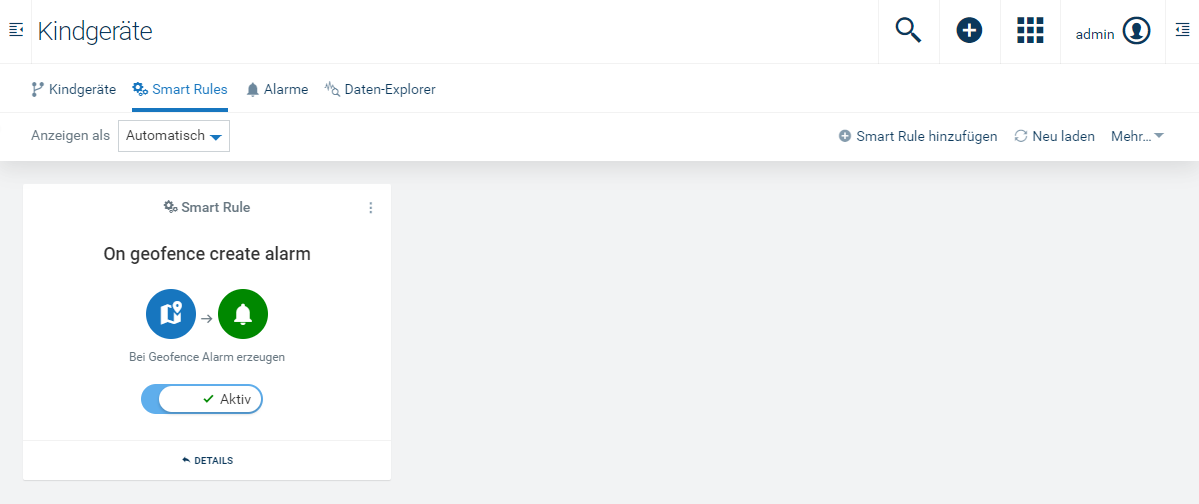 Kindgeräte
admin
Kindgeräte Smart Rules Alarme Daten-Explorer
Anzeigen als Automatisch Smart Rule hinzufügen Neu laden Mehr...
Smart Rule
On geofence create alarm
Bei Geofence Alarm erzeugen
Aktiv
DETAILS